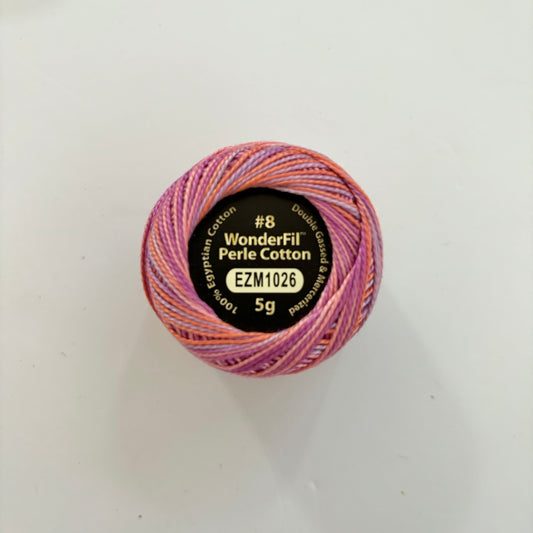 #8
WonderFil™
Perle Cotton
EZM1026
5g
100% Egyptian Cotton
Double Gassed & Mercerized